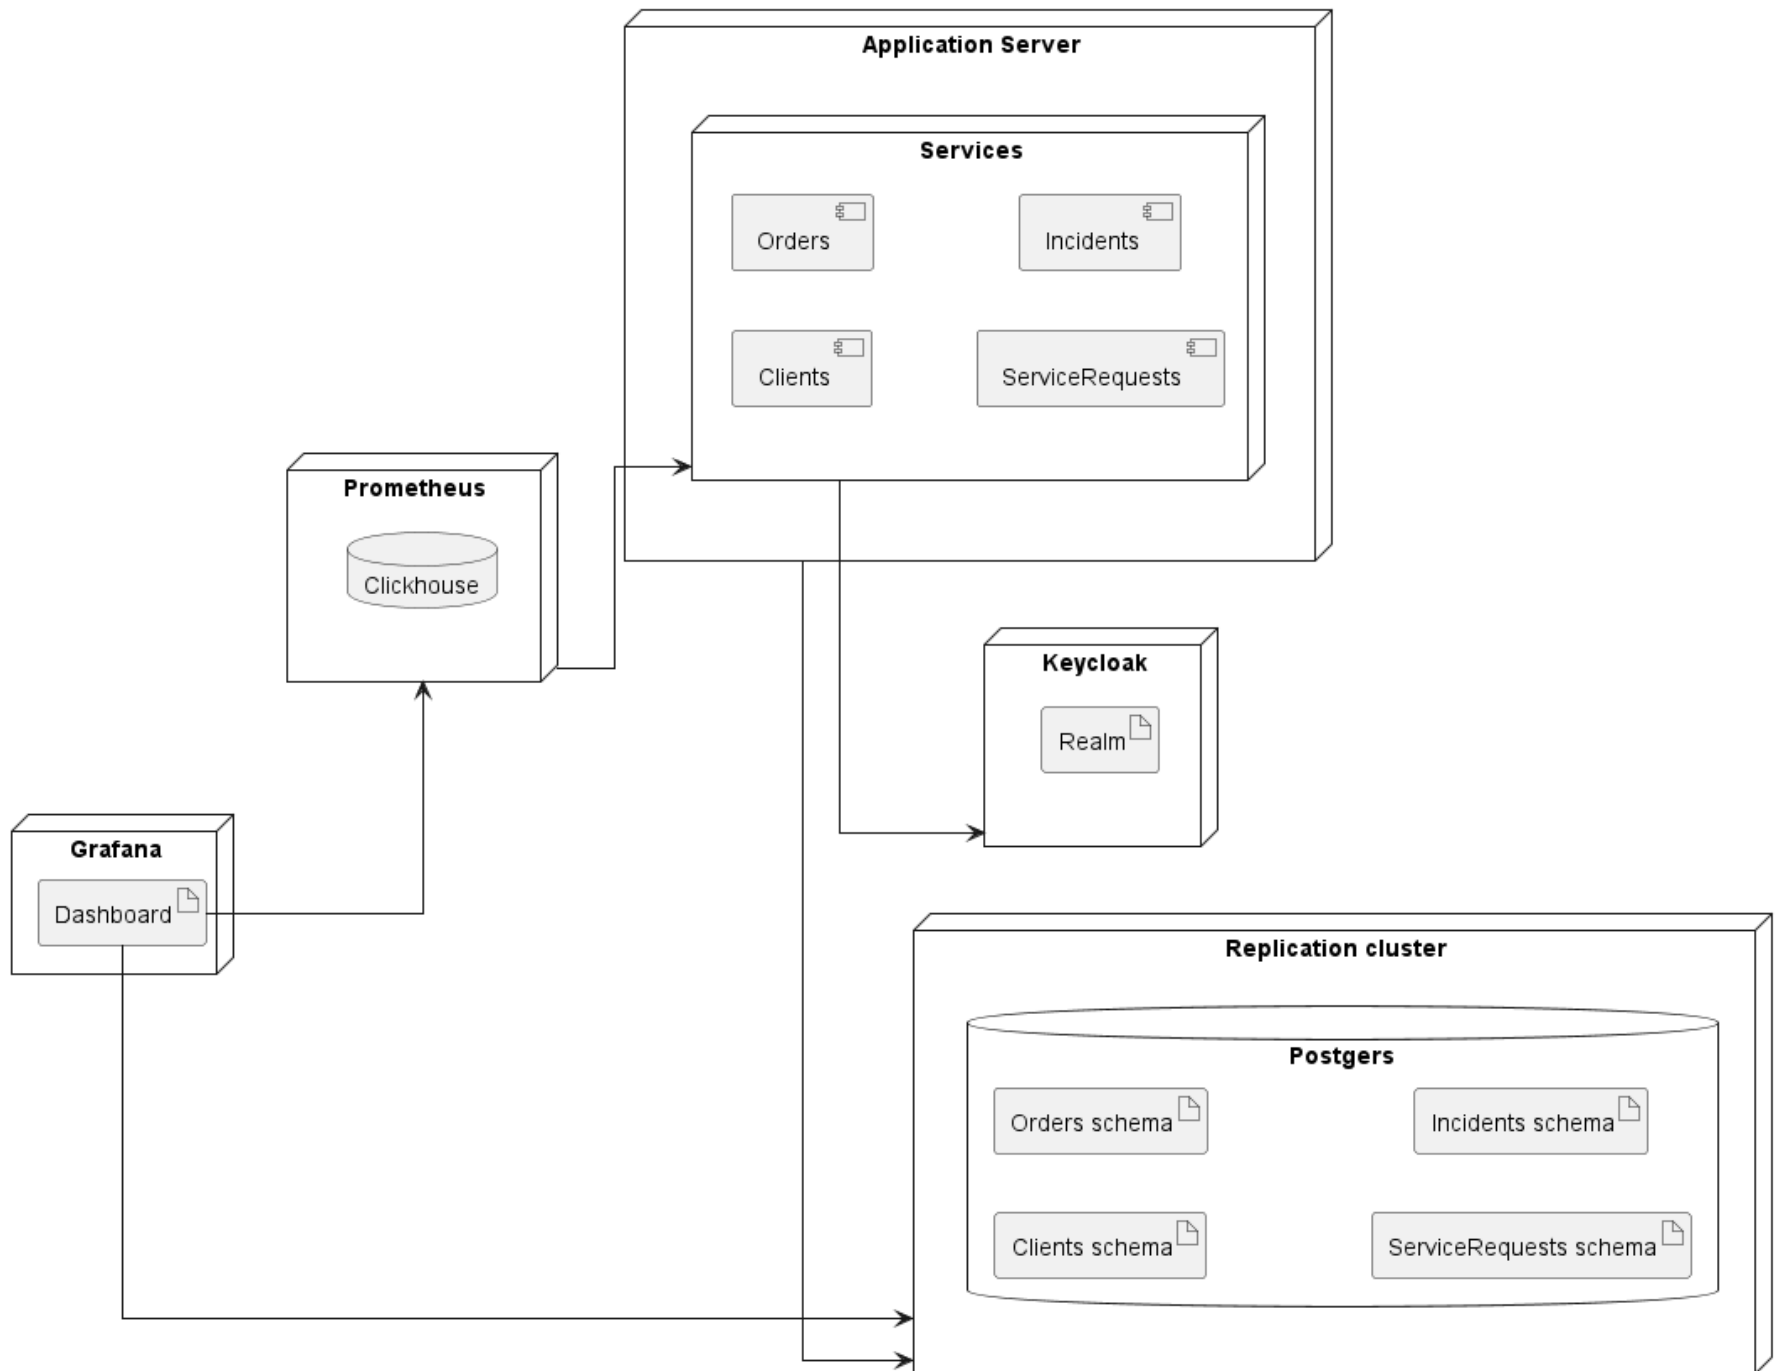 Application Server
Services
Orders
Incidents
Clients
ServiceRequests
Prometheus
Clickhouse
Keycloak
Realm
Grafana
Dashboard
Replication cluster
Postgers
Orders schema
Incidents schema
Clients schema
ServiceRequests schema